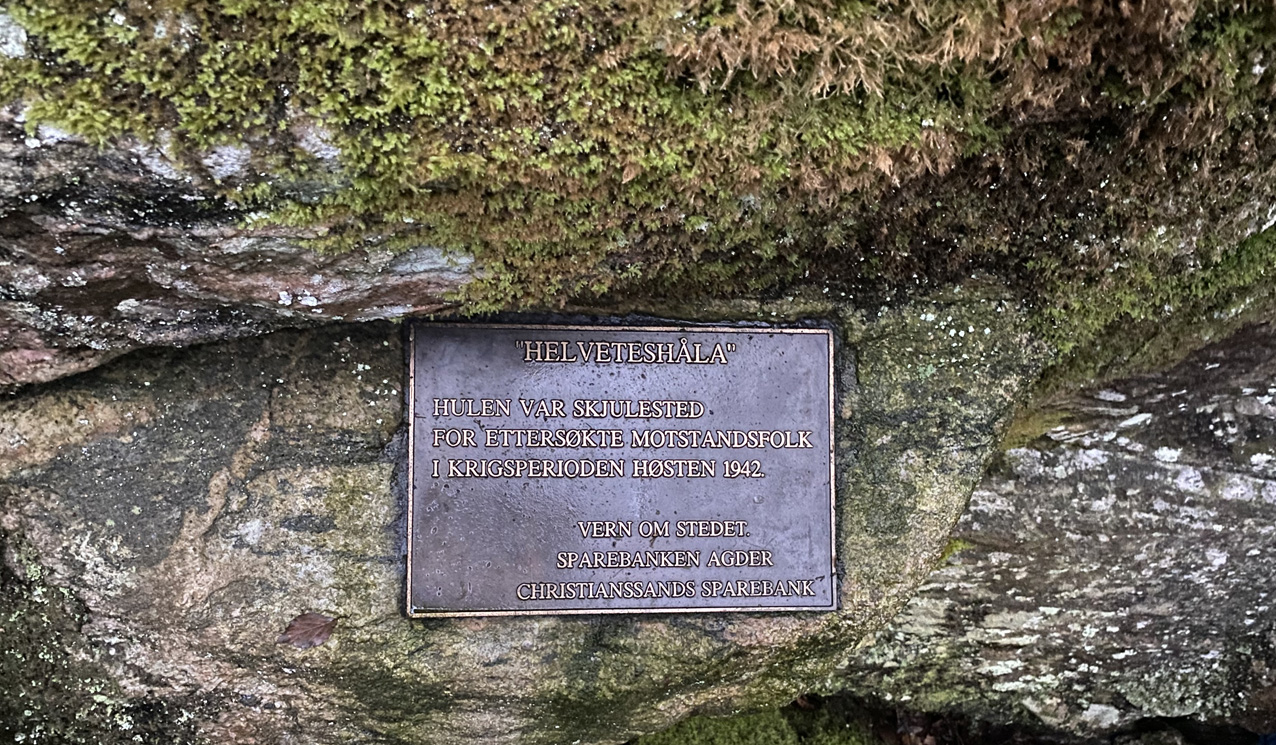 "HELVETESHÅLA"
HULEN VAR SKJULESTED
FOR ETTERSØKTE MOTSTANDSFOLK
I KRIGSPERIODEN HØSTEN 1942.
VERN OM STEDET.
SPAREBANKEN AGDER
CHRISTIANSSANDS SPAREBANK